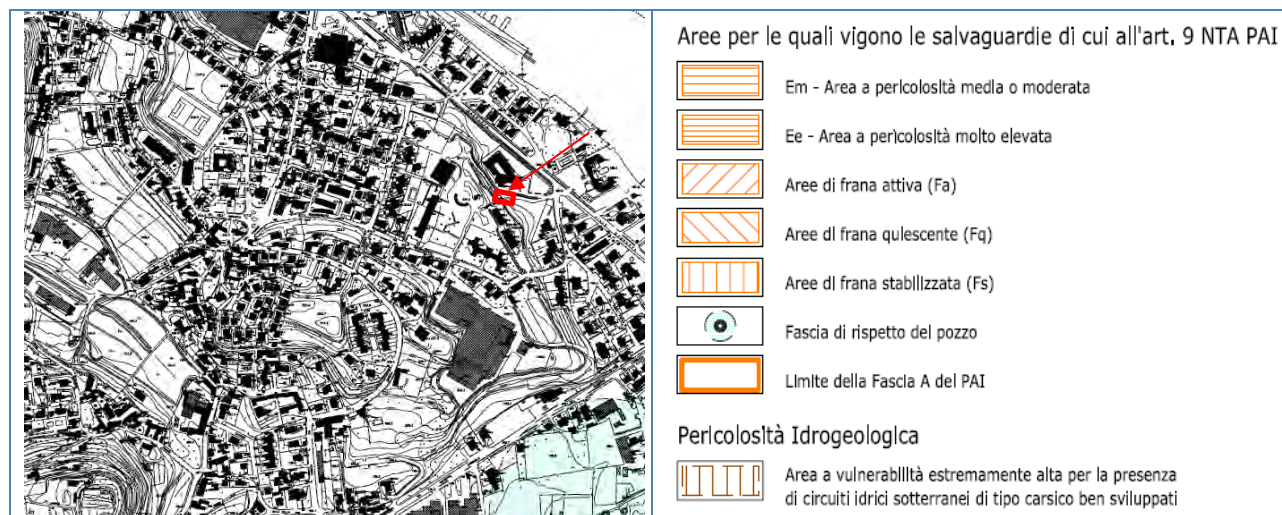 Aree per le quali vigono le salvaguardie di cui all'art. 9 NTA PAI
Em - Area a pericolosità media o moderata
Ee - Area a pericolosità molto elevata
Aree di frana attiva (Fa)
Aree di frana quiescente (Fq)
Aree di frana stabilizzata (Fs)
Fascia di rispetto del pozzo
Limite della Fascia A del PAI
Pericolosità Idrogeologica
Area a vulnerabilità estremamente alta per la presenza
di circuiti idrici sotterranei di tipo carsico ben sviluppati